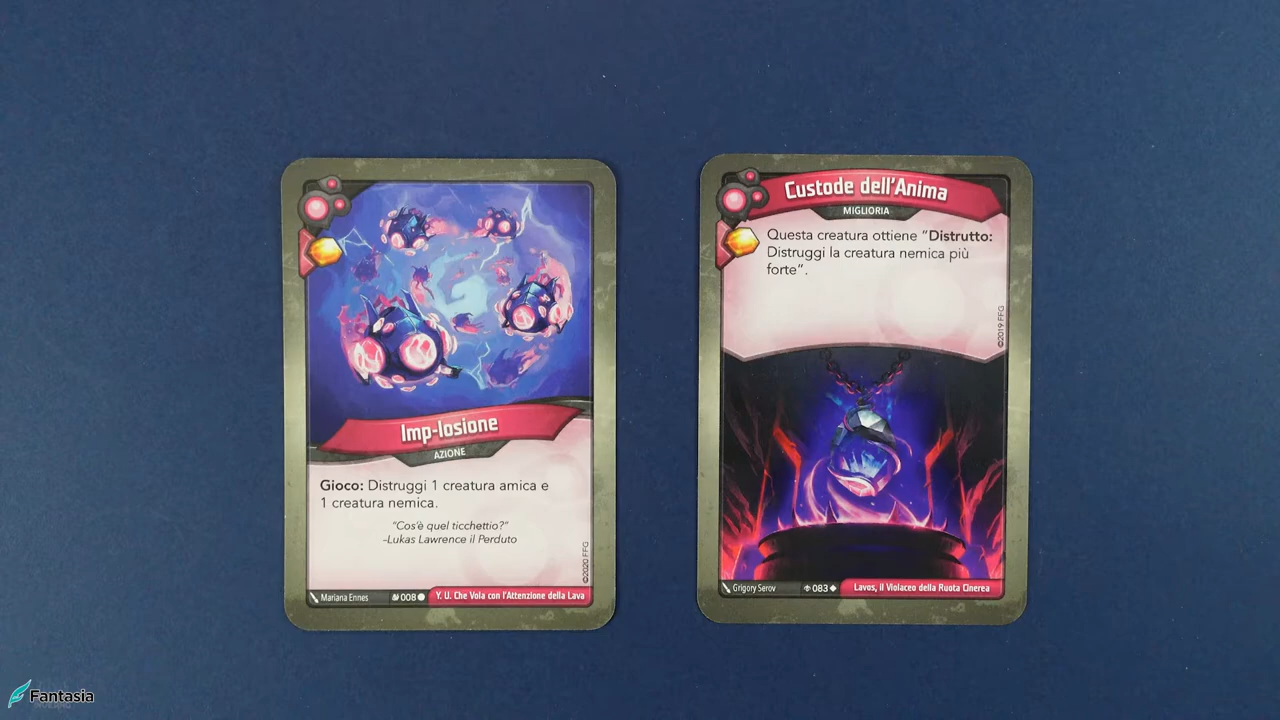 Imp-losione
AZIONE
Gioco: Distruggi 1 creatura amica e
1 creatura nemica.
"Cos'è quel ticchettio?"
-Lukas Lawrence il Perduto
©2020 FFG
Mariana Ennes
008
Y. U. Che Vola con l'Attenzione della Lava
Custode dell'Anima
MIGLIORIA
Questa creatura ottiene "Distrutto:
Distruggi la creatura nemica più
forte".
©2019 FFG
Grigory Serov
083
Lavos, il Violaceo della Ruota Cinerea
Fantasia